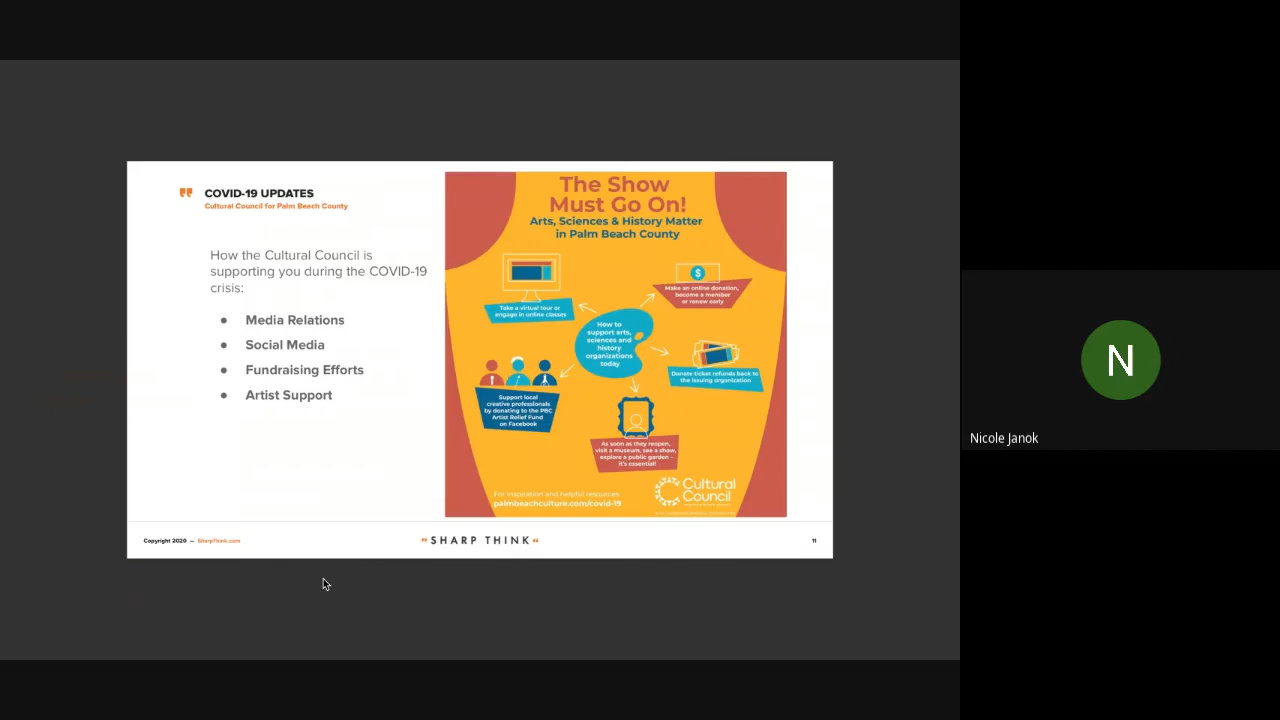 COVID-19 UPDATES
Cultural Council for Palm Beach County
How the Cultural Council is
supporting you during the COVID-19
crisis:
● Media Relations
● Social Media
● Fundraising Efforts
● Artist Support
The Show
Must Go On!
Arts, Sciences & History Matter
in Palm Beach County
Take a virtual tour or
engage in online classes
$
Make an online donation,
become a member
or renew early
How to
support arts,
sciences and
history
organizations
today
Donate ticket refunds back to
the issuing organization
Support local
creative professionals
by donating to the PBC
Artist Relief Fund
on Facebook
As soon as they reopen,
visit a museum, see a show,
explore a public garden –
it's essential!
For inspiration and helpful resources
palmbeachculture.com/covid-19
Cultural
Council
Copyright 2020 — SharpThink.com
SHARP THINK
11
N
Nicole Janok